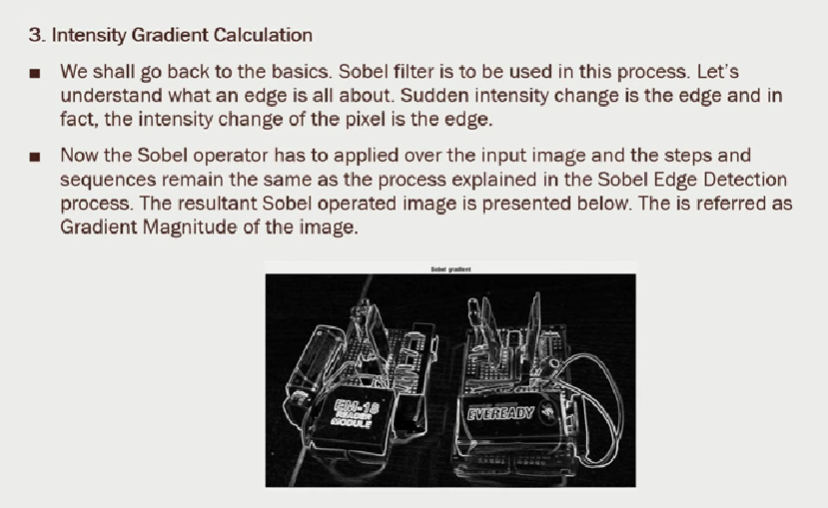 3. Intensity Gradient Calculation
■ We shall go back to the basics. Sobel filter is to be used in this process. Let's
understand what an edge is all about. Sudden intensity change is the edge and in
fact, the intensity change of the pixel is the edge.
■ Now the Sobel operator has to applied over the input image and the steps and
sequences remain the same as the process explained in the Sobel Edge Detection
process. The resultant Sobel operated image is presented below. The is referred as
Gradient Magnitude of the image.
Sobel gradient
EM-18
READER
MODULE
EVEREADY